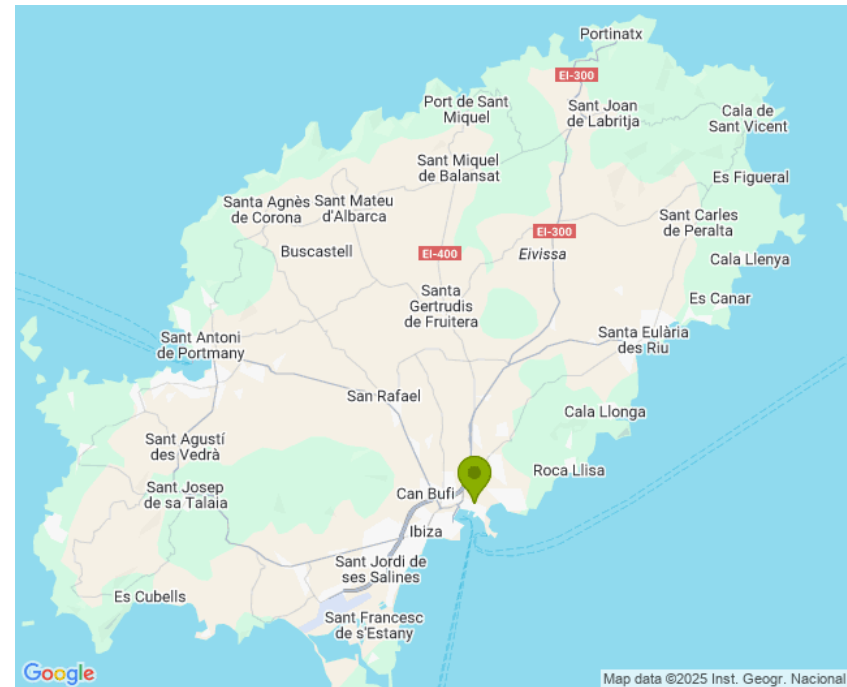 Portinatx
EI-300
Port de Sant
Miquel
Sant Joan
de Labritja
Cala de
Sant Vicent
Sant Miquel
de Balansat
Es Figueral
Santa Agnès
de Corona
Sant Mateu
d'Albarca
Sant Carles
de Peralta
EI-300
Buscastell
EI-400
Eivissa
Cala Llenya
Santa
Gertrudis
de Fruitera
Es Canar
Sant Antoni
de Portmany
Santa Eulària
des Riu
San Rafael
Cala Llonga
Sant Agustí
des Vedrà
Roca Llisa
Sant Josep
de sa Talaia
Can Bufi
Ibiza
Sant Jordi de
ses Salines
Es Cubells
Sant Francesc
de s'Estany
Google
Map data ©2025 Inst. Geogr. Nacional